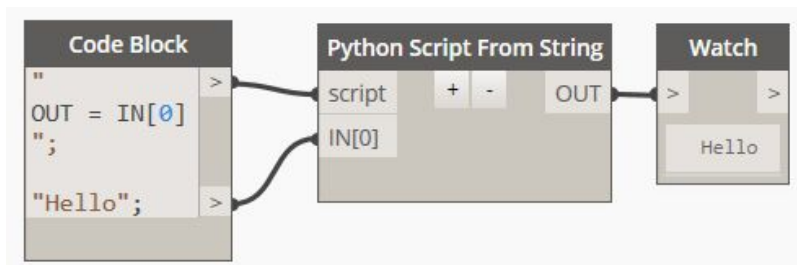 Code Block
"
OUT = IN[0]
";
"Hello";
>
>
Python Script From String
script
+ -
OUT
IN[0]
Watch
> >
Hello